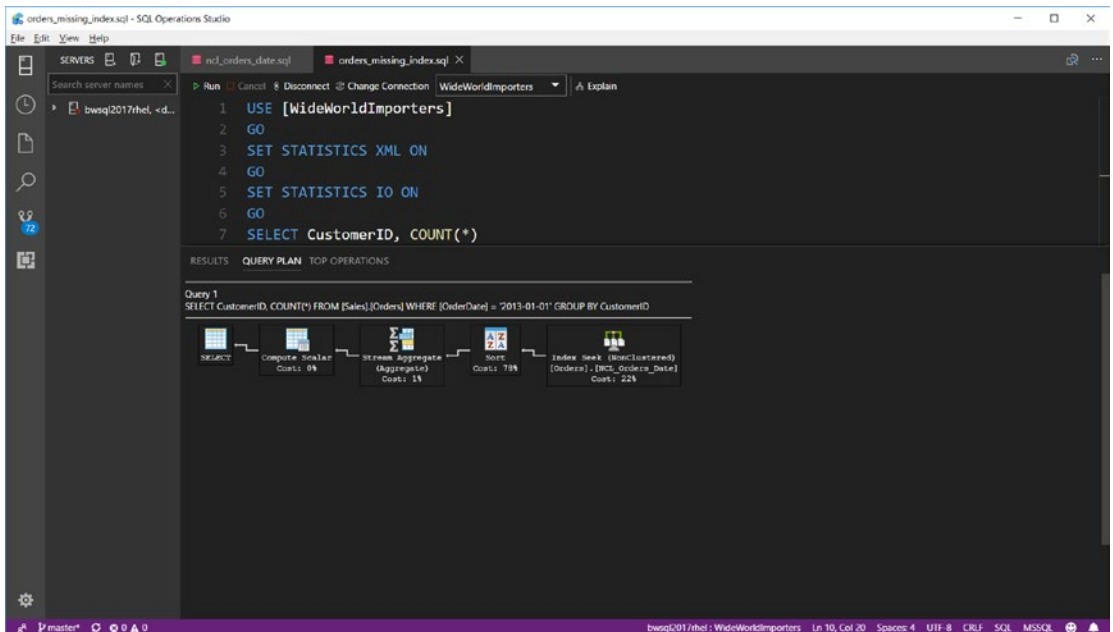 orders_missing_index.sql - SQL Operations Studio
File Edit View Help
SERVERS
ncl_orders_date.sql
orders_missing_index.sql
Search server names
Run Cancel Disconnect Change Connection WideWorldImporters Explain
bwsql2017rhel, <d...
1 USE [WideWorldImporters]
2 GO
3 SET STATISTICS XML ON
4 GO
5 SET STATISTICS IO ON
6 GO
7 SELECT CustomerID, COUNT(*)
72
RESULTS QUERY PLAN TOP OPERATIONS
Query 1
SELECT CustomerID, COUNT(*) FROM [Sales].[Orders] WHERE [OrderDate] = '2013-01-01' GROUP BY CustomerID
SELECT
Compute Scalar
Cost: 0%
Stream Aggregate
(Aggregate)
Cost: 1%
Sort
Cost: 78%
Index Seek (NonClustered)
[Orders].[NCL_Orders_Date]
Cost: 22%
master* 0 0 bwsql2017rhel : WideWorldImporters Ln 10, Col 20 Spaces: 4 UTF-8 CRLF SQL MSSQL